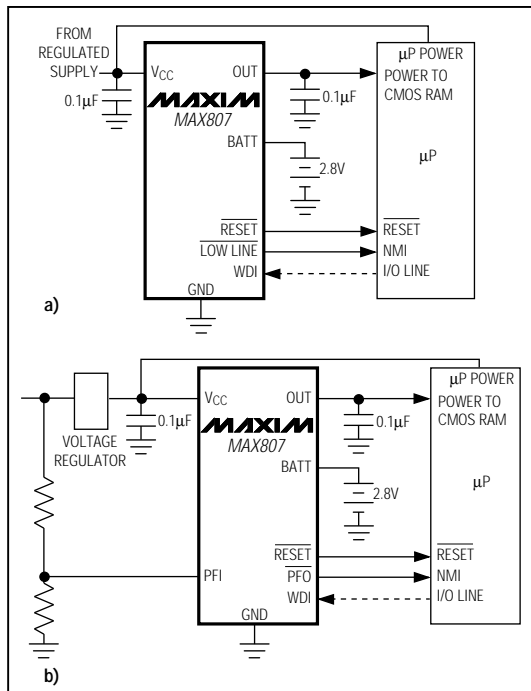 FROM
REGULATED
SUPPLY
0.1µF
VCC
OUT
MAXIM
MAX807
BATT
RESET
LOW LINE
WDI
GND
0.1µF
2.8V
µP POWER
POWER TO
CMOS RAM
µP
RESET
NMI
I/O LINE
a)
VOLTAGE
REGULATOR
0.1µF
VCC
OUT
MAXIM
MAX807
BATT
PFI
RESET
PFO
WDI
GND
0.1µF
2.8V
µP POWER
POWER TO
CMOS RAM
µP
RESET
NMI
I/O LINE
b)